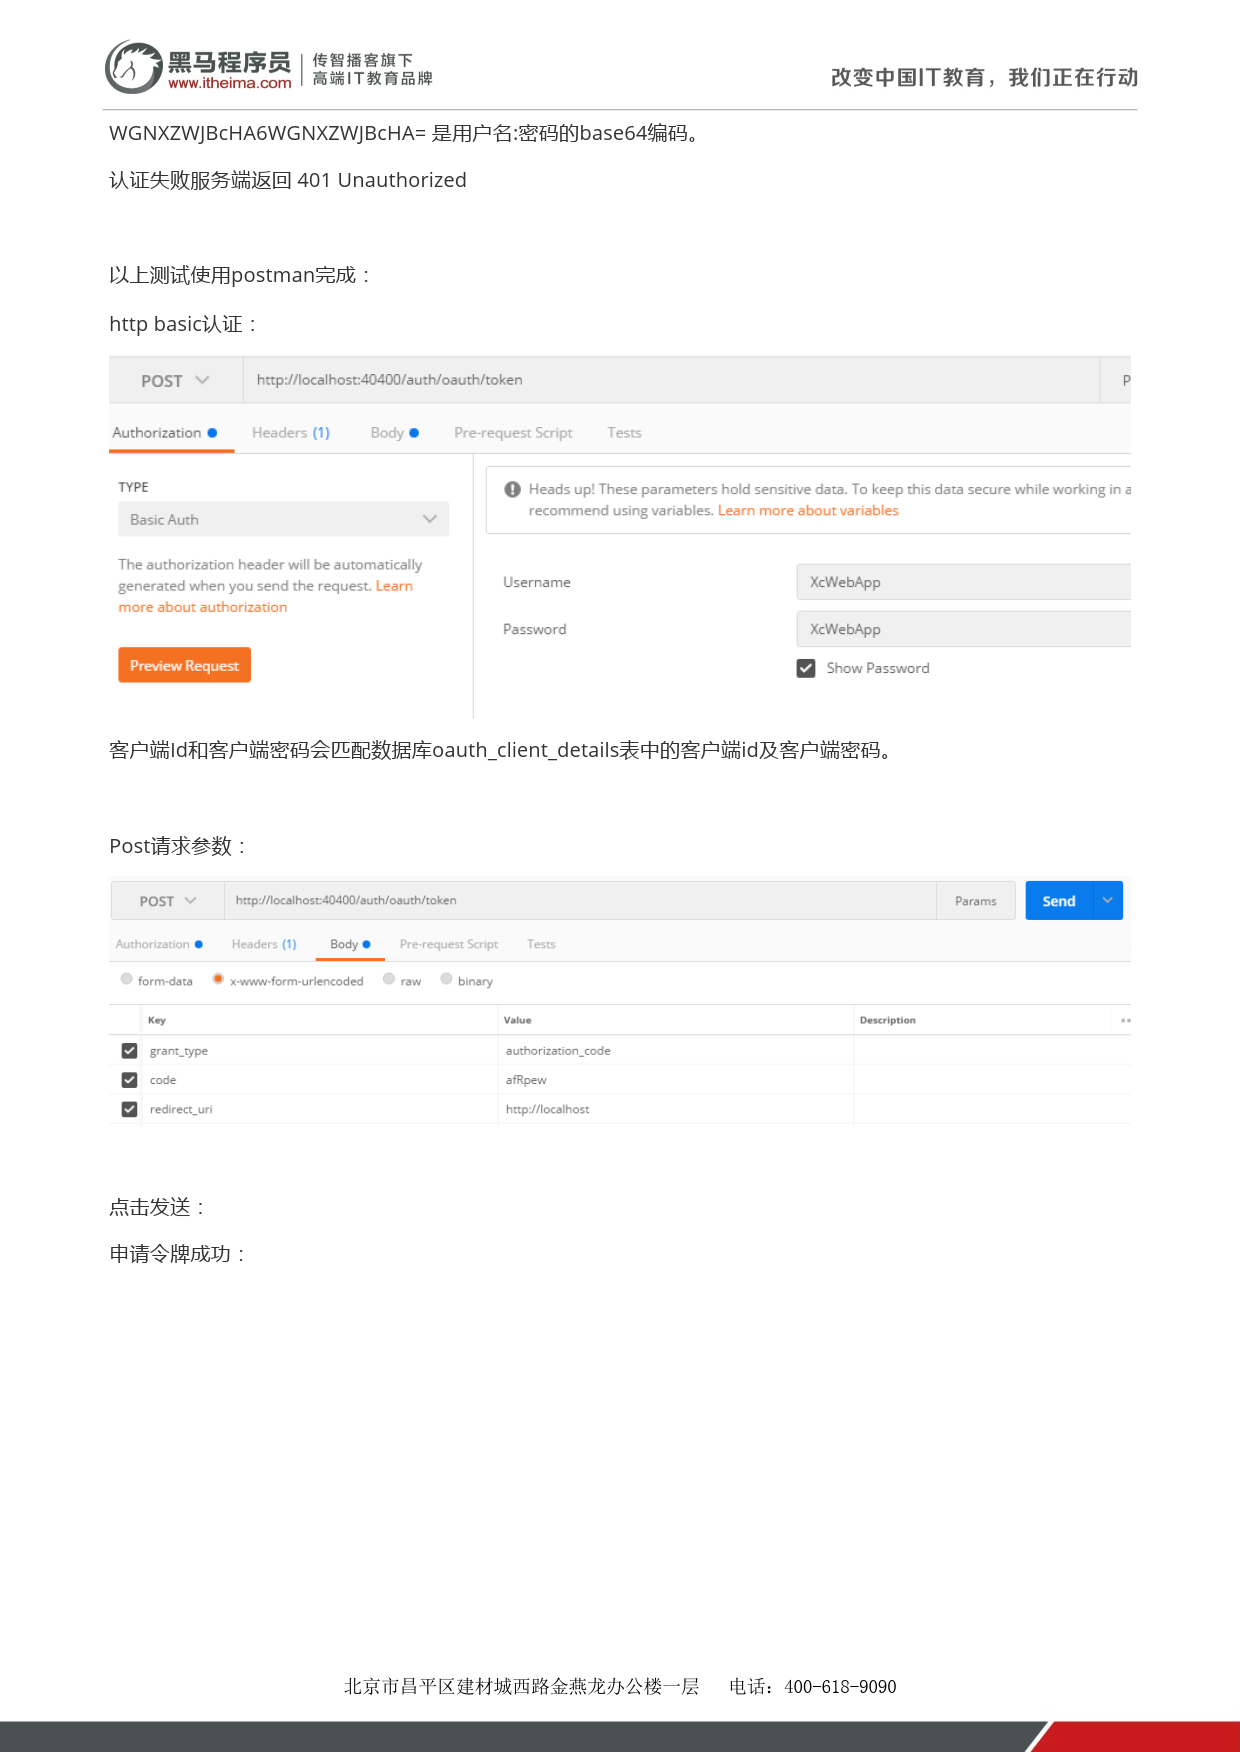 黑马程序员
www.itheima.com
传智播客旗下
高端IT教育品牌
改变中国IT教育，我们正在行动
WGNXZWJBcHA6WGNXZWJBcHA= 是用户名:密码的base64编码。
认证失败服务端返回 401 Unauthorized
以上测试使用postman完成：
http basic认证：
POST http://localhost:40400/auth/oauth/token P
Authorization Headers (1) Body Pre-request Script Tests
TYPE
Basic Auth
The authorization header will be automatically
generated when you send the request. Learn
more about authorization
Preview Request
Heads up! These parameters hold sensitive data. To keep this data secure while working in a
recommend using variables. Learn more about variables
Username XcWebApp
Password XcWebApp
Show Password
客户端Id和客户端密码会匹配数据库oauth_client_details表中的客户端id及客户端密码。
Post请求参数：
POST http://localhost:40400/auth/oauth/token Params Send
Authorization Headers (1) Body Pre-request Script Tests
form-data x-www-form-urlencoded raw binary
Key Value Description
grant_type authorization_code
code afRpew
redirect_uri http://localhost
点击发送：
申请令牌成功：
北京市昌平区建材城西路金燕龙办公楼一层 电话：400-618-9090